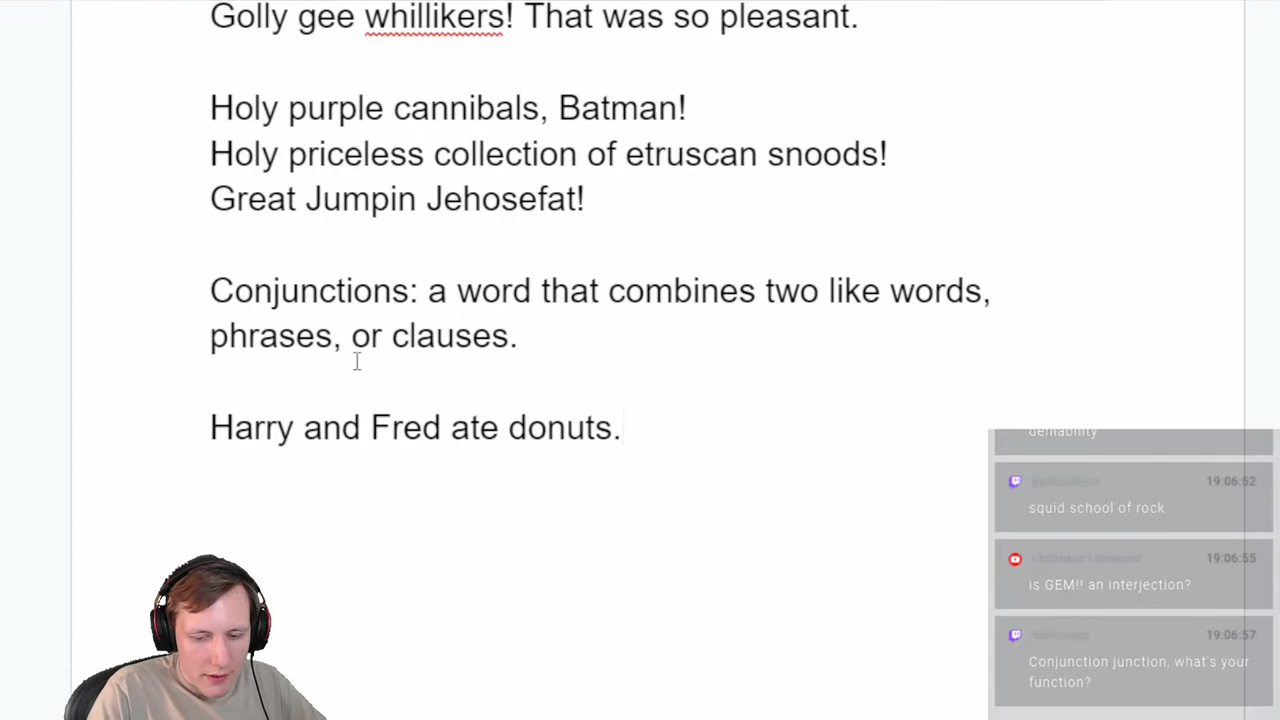 Golly gee whillikers! That was so pleasant.
Holy purple cannibals, Batman!
Holy priceless collection of etruscan snoods!
Great Jumpin Jehosefat!
Conjunctions: a word that combines two like words,
phrases, or clauses.
Harry and Fred ate donuts.
deniability
19:06:52
squid school of rock
19:06:55
is GEM!! an interjection?
19:06:57
Conjunction junction, what's your
function?